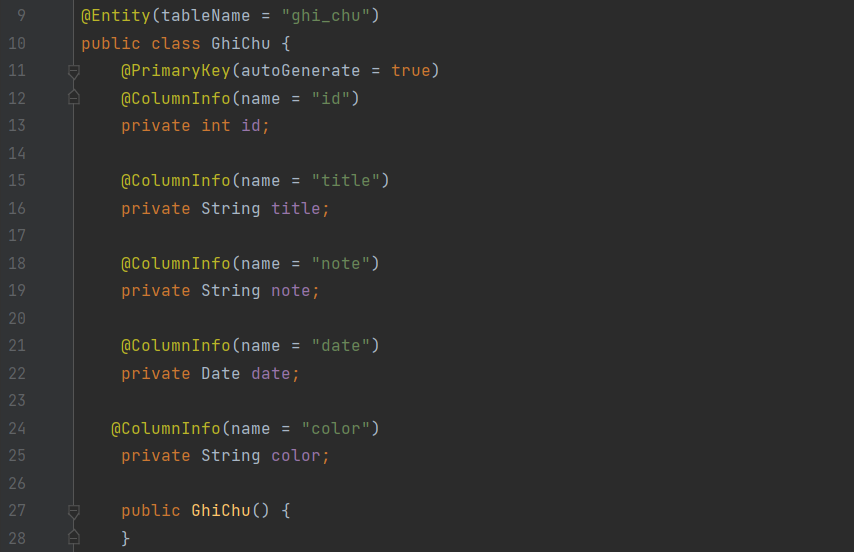 9 @Entity(tableName = "ghi_chu")
10 public class GhiChu {
11 @PrimaryKey(autoGenerate = true)
12 @ColumnInfo(name = "id")
13 private int id;
14
15 @ColumnInfo(name = "title")
16 private String title;
17
18 @ColumnInfo(name = "note")
19 private String note;
20
21 @ColumnInfo(name = "date")
22 private Date date;
23
24 @ColumnInfo(name = "color")
25 private String color;
26
27 public GhiChu() {
28 }